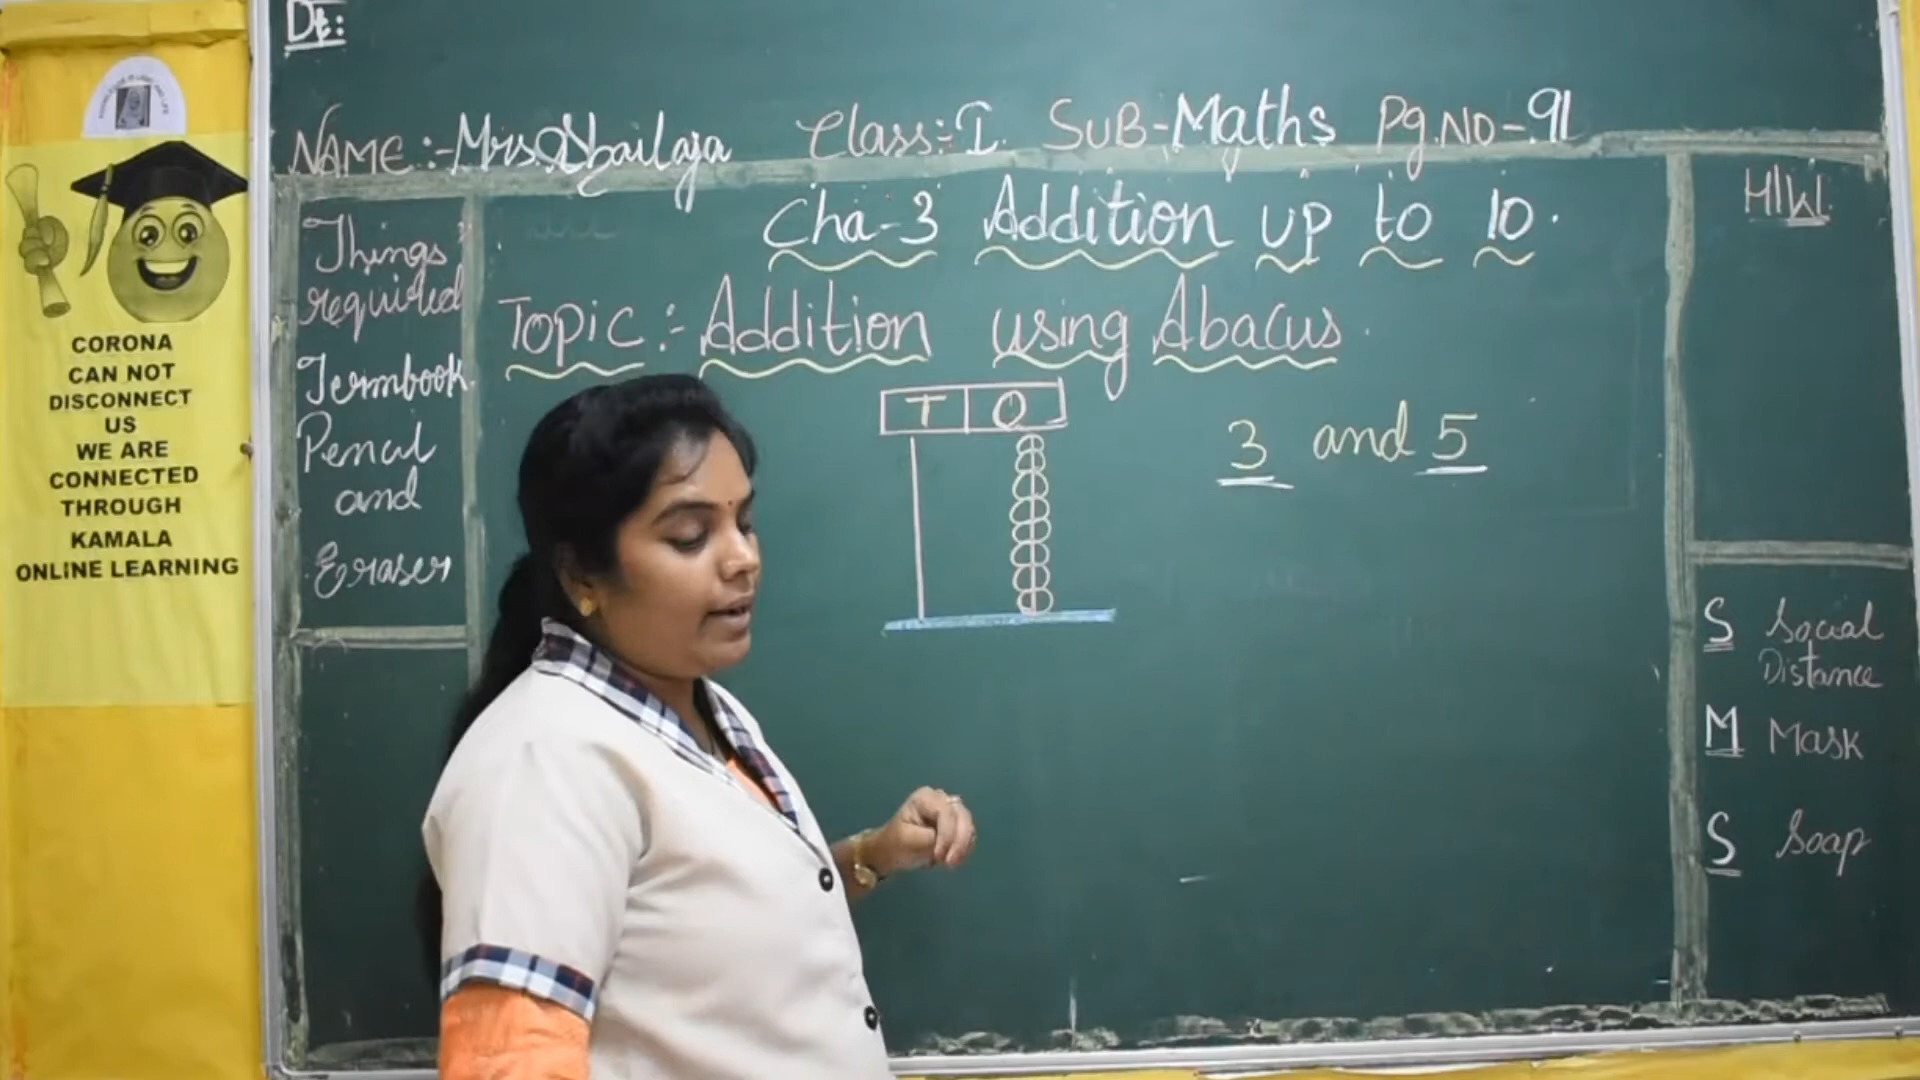 Dt:
NAME:-Mrs.Shailaja Class:-I. SUB-Maths Pg.NO-91
Cha-3 Addition up to 10.
Topic:- Addition using Abacus.
T O
3 and 5
Things
required
Termbook.
Pencil
and
Eraser
H/W.
S Social
Distance
M Mask
S Soap
CORONA
CAN NOT
DISCONNECT
US
WE ARE
CONNECTED
THROUGH
KAMALA
ONLINE LEARNING